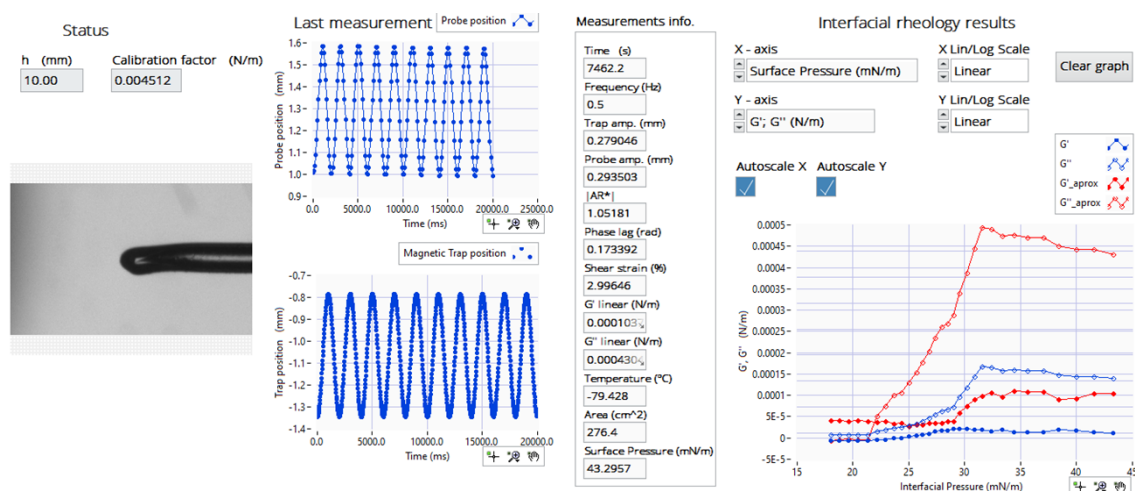 Status
h (mm)
Calibration factor (N/m)
10.00
0.004512
Last measurement
Probe position
Probe position (mm)
1.6
1.5
1.4
1.3
1.2
1.1
1.0
0.9
0.0 5000.0 10000.0 15000.0 20000.0 25000.0
Time (ms)
Magnetic Trap position
Trap position (mm)
-0.7
-0.8
-0.9
-1.0
-1.1
-1.2
-1.3
-1.4
0.0 5000.0 10000.0 15000.0 20000.0
Time (ms)
Measurements info.
Time (s)
7462.2
Frequency (Hz)
0.5
Trap amp. (mm)
0.279046
Probe amp. (mm)
0.293503
|AR*|
1.05181
Phase lag (rad)
0.173392
Shear strain (%)
2.99646
G' linear (N/m)
G'' linear (N/m)
Temperature (ºC)
-79.428
Area (cm^2)
276.4
Surface Pressure (mN/m)
43.2957
Interfacial rheology results
X - axis
Surface Pressure (mN/m)
X Lin/Log Scale
Linear
Clear graph
Y - axis
G'; G'' (N/m)
Y Lin/Log Scale
Linear
Autoscale X
Autoscale Y
G'
G''
G'_aprox
G''_aprox
G', G'' (N/m)
0.0005
0.00045
0.0004
0.00035
0.0003
0.00025
0.0002
0.00015
0.0001
5E-5
0
-5E-5
15 20 25 30 35 40 45
Interfacial Pressure (mN/m)